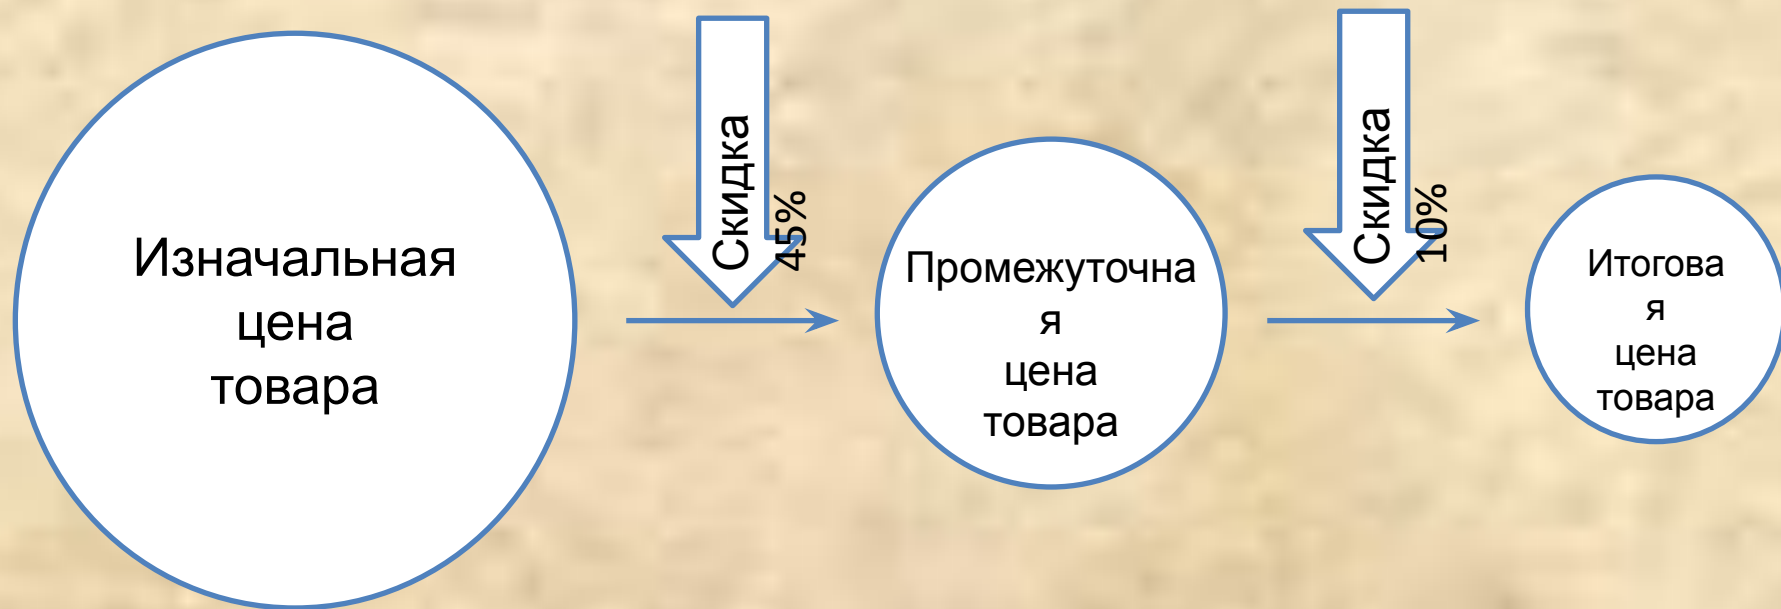 Изначальная
цена
товара
Скидка
45%
Промежуточна
я
цена
товара
Скидка
10%
Итогова
я
цена
товара